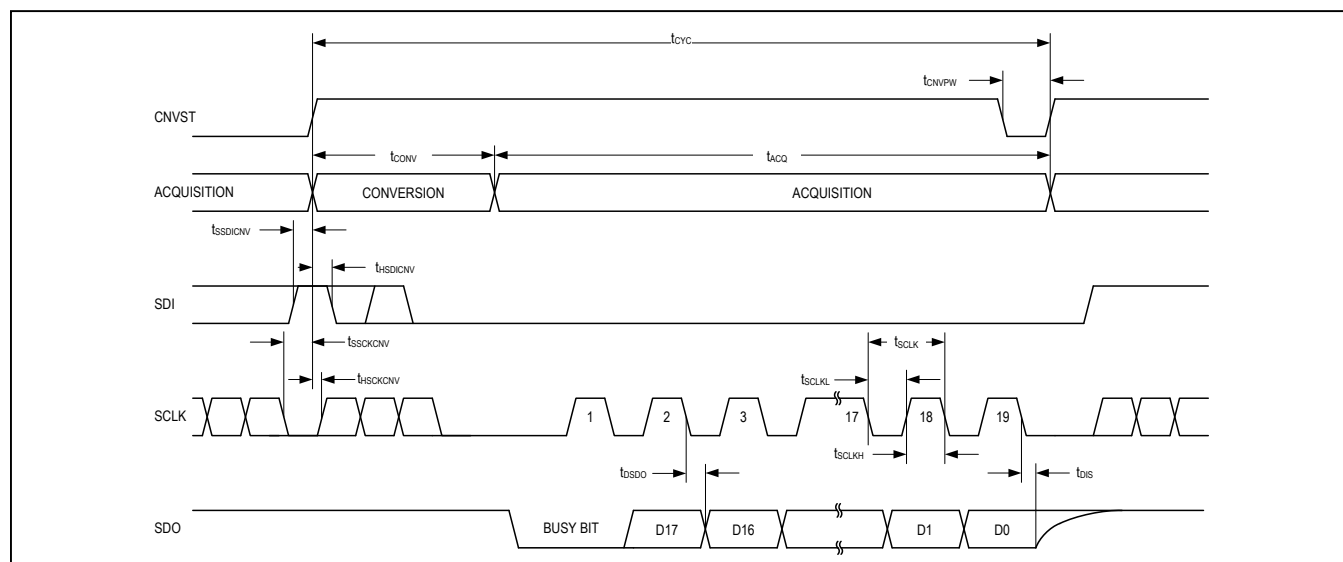 tCYC
tCNVPW
CNVST
tCONV
tACQ
ACQUISITION
CONVERSION
ACQUISITION
tSSDICNV
tHSDICNV
SDI
tSSCKCNV
tSCLK
tHSCKCNV
tSCLKL
SCLK
1
2
3
17
18
19
tSCLKH
tDSDO
tDIS
SDO
BUSY BIT
D17
D16
D1
D0